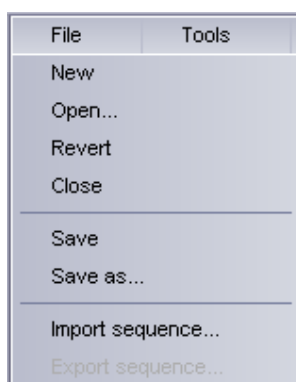 File Tools
New
Open...
Revert
Close
Save
Save as...
Import sequence...
Export sequence...